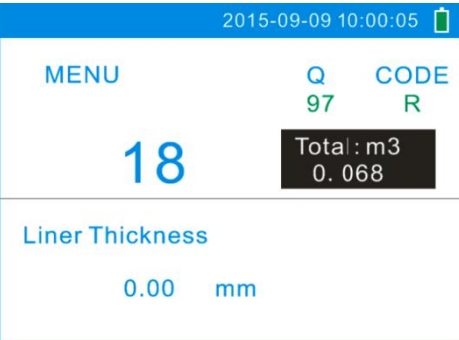 2015-09-09 10:00:05
MENU Q CODE
97 R
18
Total: m3
0. 068
Liner Thickness
0.00 mm